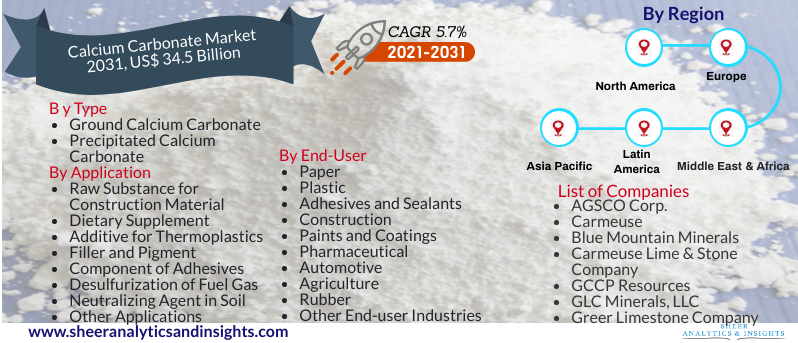 Calcium Carbonate Market
2031, US$ 34.5 Billion
CAGR 5.7%
2021-2031
By Region
North America
Europe
Asia Pacific
Latin
America
Middle East & Africa
B y Type
• Ground Calcium Carbonate
• Precipitated Calcium
Carbonate
By Application
• Raw Substance for
Construction Material
• Dietary Supplement
• Additive for Thermoplastics
• Filler and Pigment
• Component of Adhesives
• Desulfurization of Fuel Gas
• Neutralizing Agent in Soil
• Other Applications
By End-User
• Paper
• Plastic
• Adhesives and Sealants
• Construction
• Paints and Coatings
• Pharmaceutical
• Automotive
• Agriculture
• Rubber
• Other End-user Industries
List of Companies
• AGSCO Corp.
• Carmeuse
• Blue Mountain Minerals
• Carmeuse Lime & Stone
Company
• GCCP Resources
• GLC Minerals, LLC
• Greer Limestone Company
www.sheeranalyticsandinsights.com
SHEER
ANALYTICS & INSIGHTS